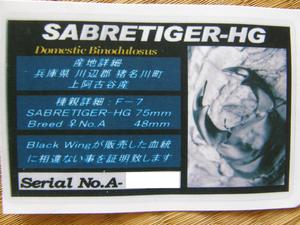 SABRETIGER-HG
Domestic Binodulosus
産地詳細
兵庫県 川辺郡 猪名川町
上阿古谷産
種親詳細：F-7
SABRETIGER-HG 75mm
Breed ♀No.A 48mm
Black Wingが販売した血統
に相違ない事を証明致します
Serial No.A-